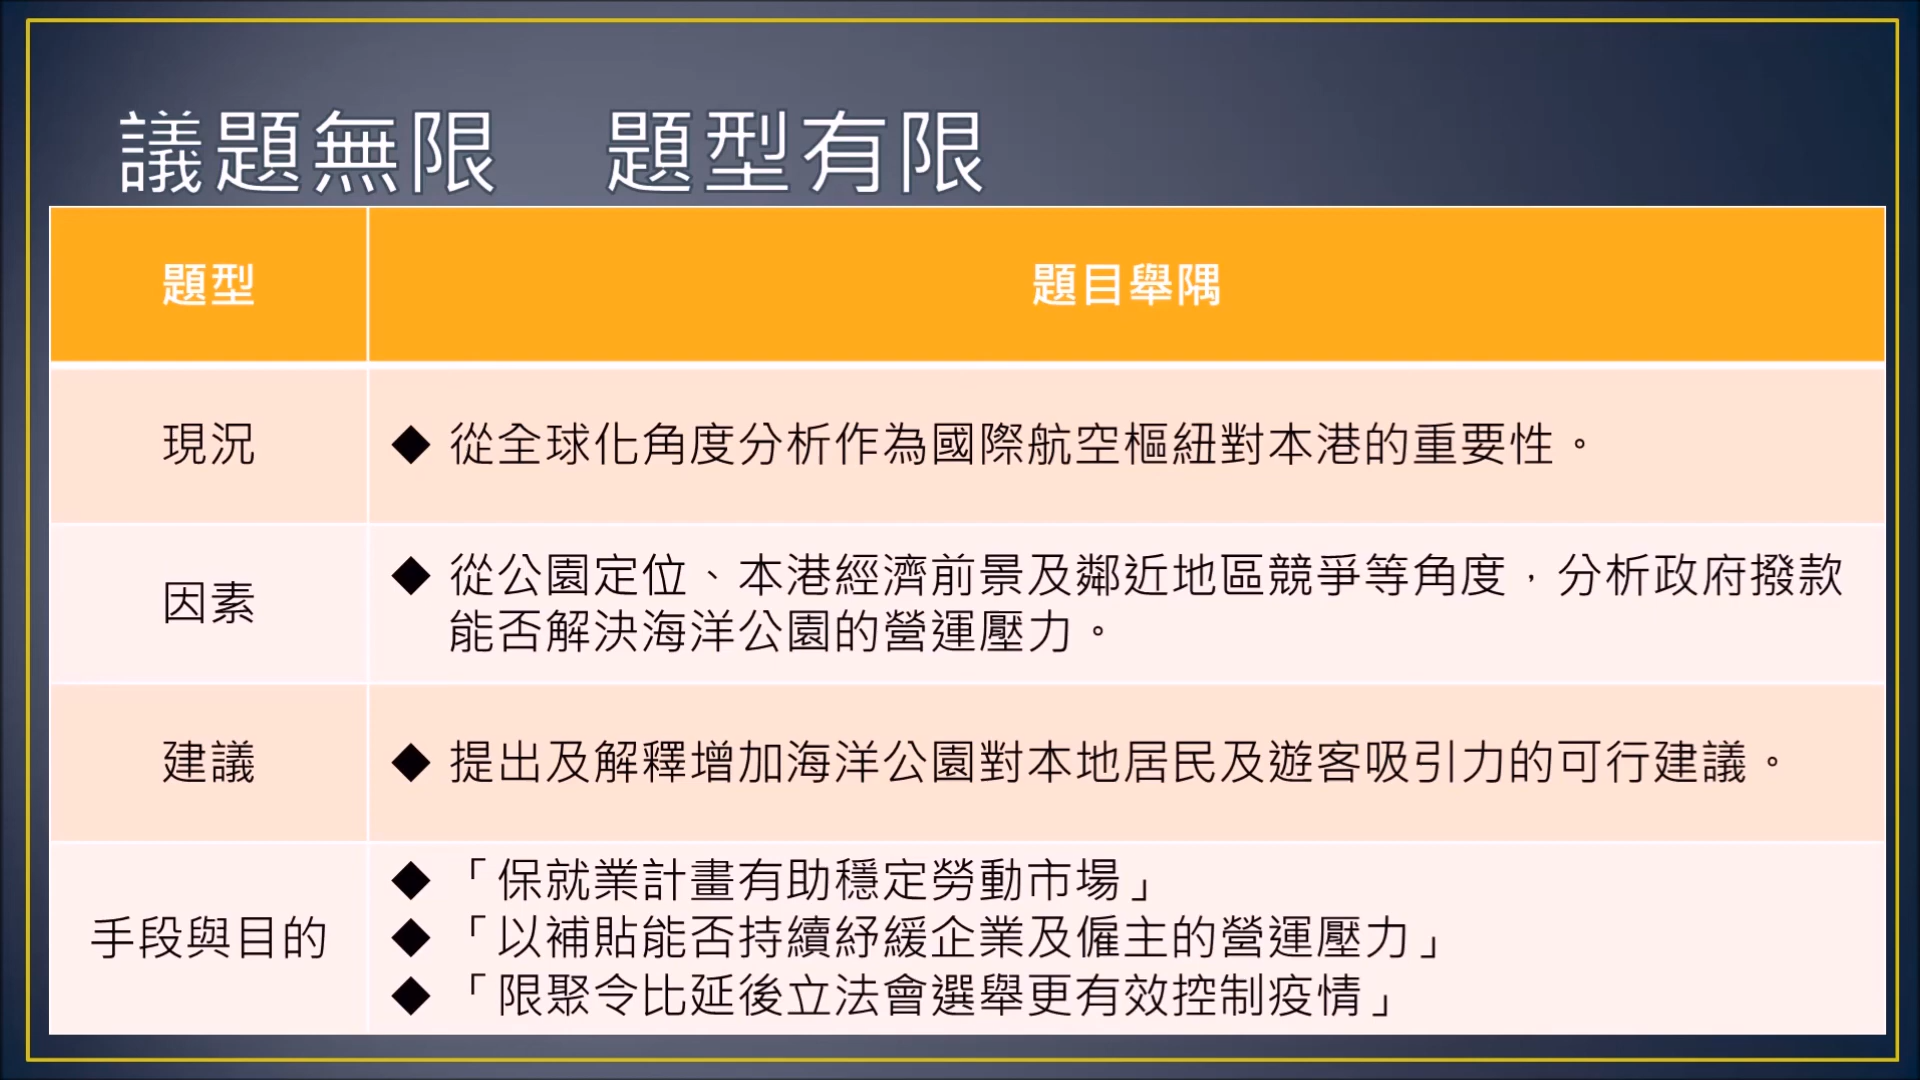 議題無限　題型有限
題型
題目舉隅
現況
◆ 從全球化角度分析作為國際航空樞紐對本港的重要性。
因素
◆ 從公園定位、本港經濟前景及鄰近地區競爭等角度，分析政府撥款
能否解決海洋公園的營運壓力。
建議
◆ 提出及解釋增加海洋公園對本地居民及遊客吸引力的可行建議。
手段與目的
◆ 「保就業計畫有助穩定勞動市場」
◆ 「以補貼能否持續紓緩企業及僱主的營運壓力」
◆ 「限聚令比延後立法會選舉更有效控制疫情」